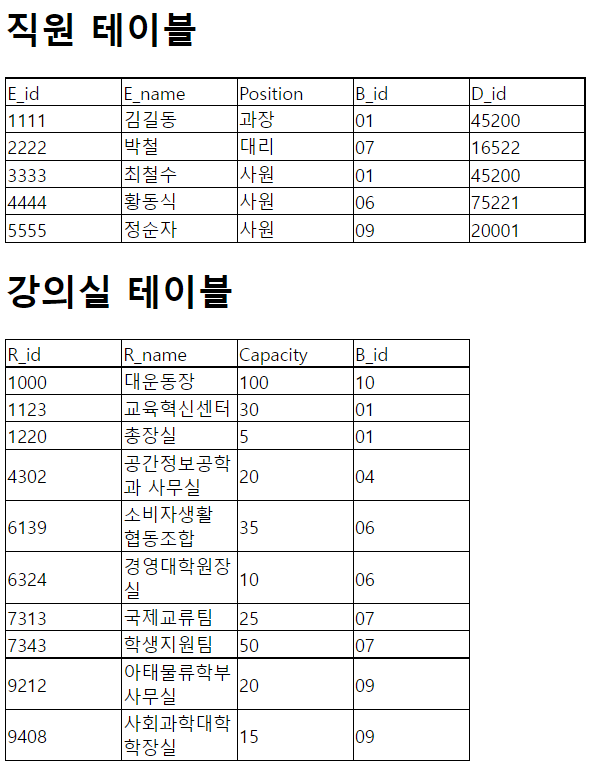 직원 테이블
E_id E_name Position B_id D_id
1111 김길동 과장 01 45200
2222 박철 대리 07 16522
3333 최철수 사원 01 45200
4444 황동식 사원 06 75221
5555 정순자 사원 09 20001
강의실 테이블
R_id R_name Capacity B_id
1000 대운동장 100 10
1123 교육혁신센터 30 01
1220 총장실 5 01
4302 공간정보공학 20 04
과 사무실
6139 소비자생활 35 06
협동조합
6324 경영대학원장 10 06
실
7313 국제교류팀 25 07
7343 학생지원팀 50 07
9212 아태물류학부 20 09
사무실
9408 사회과학대학 15 09
학장실